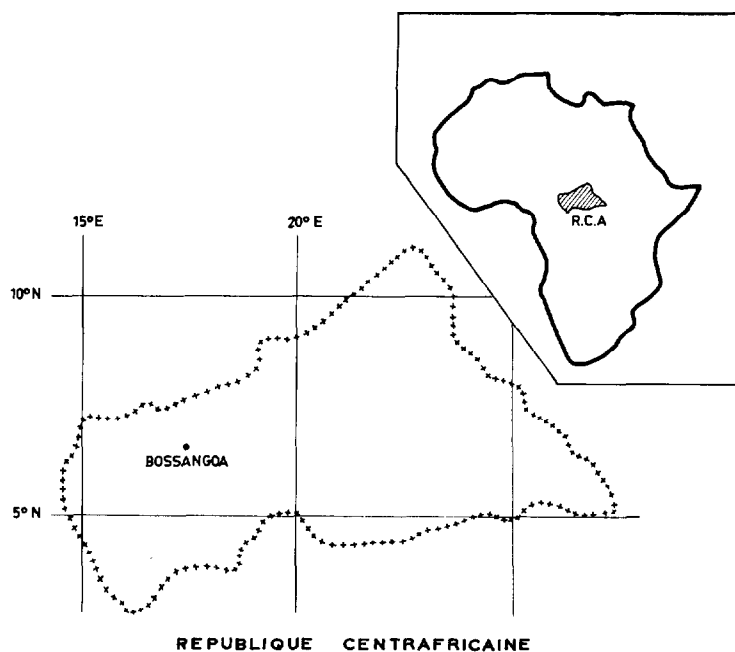 R.C.A
15°E
20°E
10°N
BOSSANGOA
5°N
REPUBLIQUE CENTRAFRICAINE